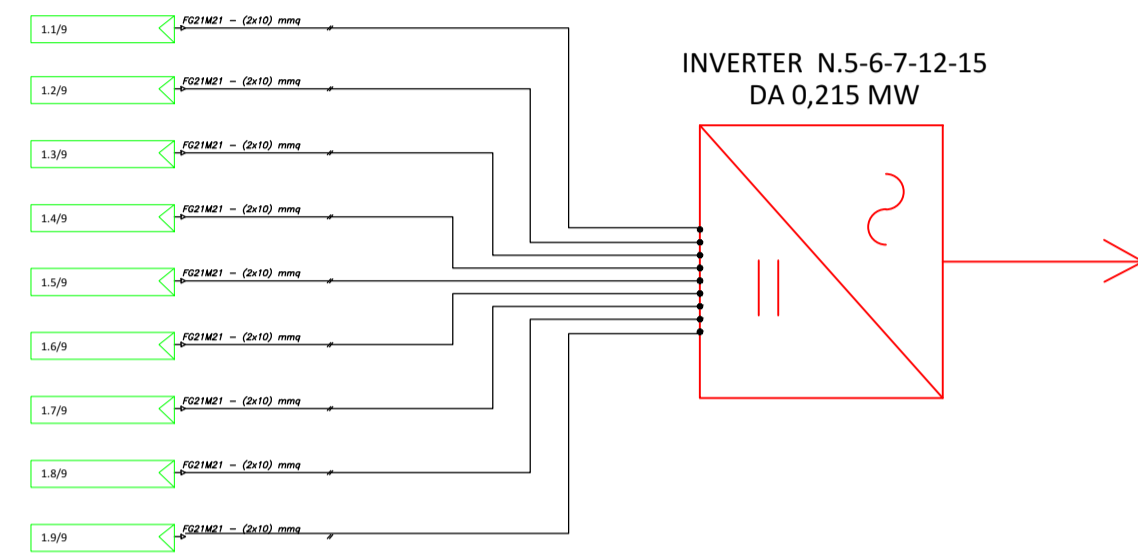 1.1/9 FG21M21 - (2x10) mmq
INVERTER N.5-6-7-12-15
DA 0,215 MW
1.2/9 FG21M21 - (2x10) mmq
1.3/9 FG21M21 - (2x10) mmq
1.4/9 FG21M21 - (2x10) mmq
1.5/9 FG21M21 - (2x10) mmq
1.6/9 FG21M21 - (2x10) mmq
1.7/9 FG21M21 - (2x10) mmq
1.8/9 FG21M21 - (2x10) mmq
1.9/9 FG21M21 - (2x10) mmq